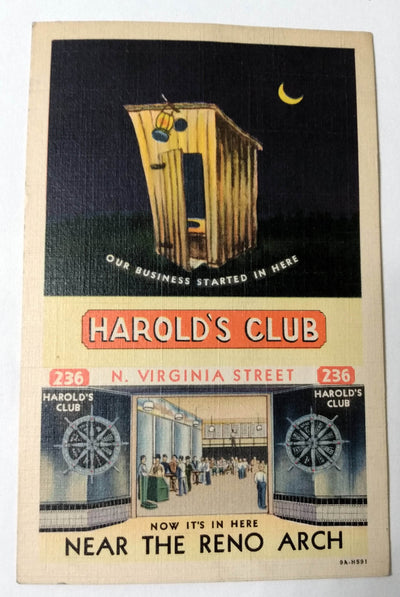 OUR BUSINESS STARTED IN HERE
HAROLD'S CLUB
236 N. VIRGINIA STREET 236
HAROLD'S
CLUB
HAROLD'S
CLUB
NOW IT'S IN HERE
NEAR THE RENO ARCH
9A-H591